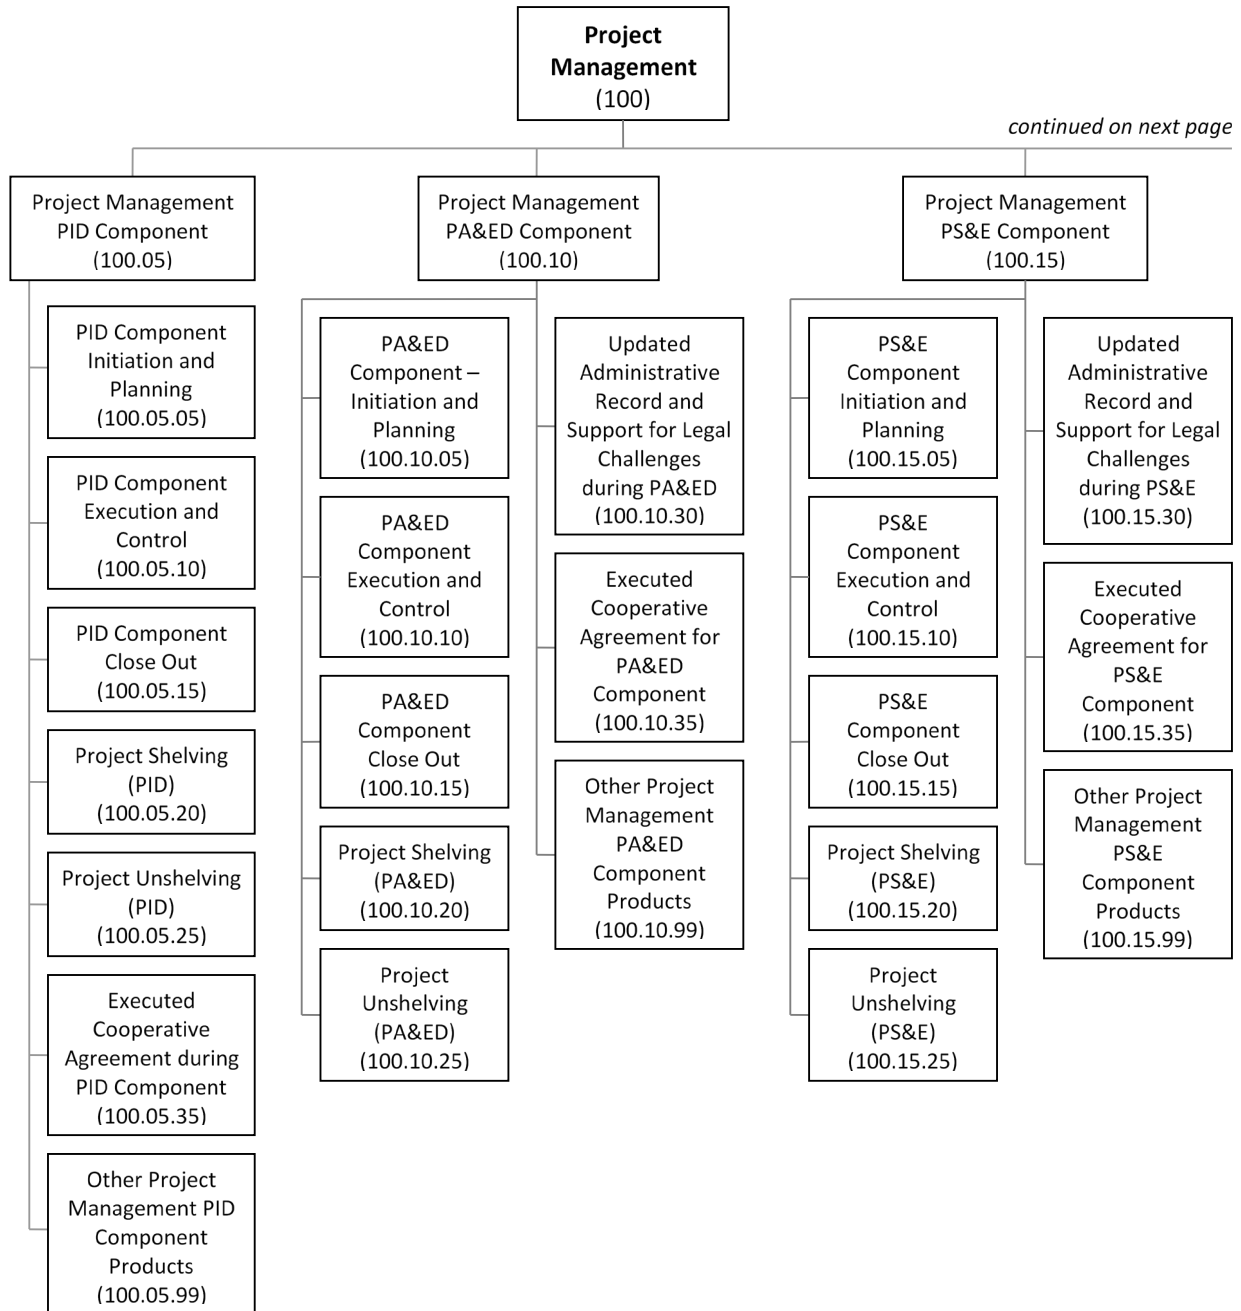 Project
Management
(100)
continued on next page
Project Management
PID Component
(100.05)
PID Component
Initiation and
Planning
(100.05.05)
PID Component
Execution and
Control
(100.05.10)
PID Component
Close Out
(100.05.15)
Project Shelving
(PID)
(100.05.20)
Project Unshelving
(PID)
(100.05.25)
Executed
Cooperative
Agreement during
PID Component
(100.05.35)
Other Project
Management PID
Component
Products
(100.05.99)
Project Management
PA&ED Component
(100.10)
PA&ED
Component –
Initiation and
Planning
(100.10.05)
PA&ED
Component
Execution and
Control
(100.10.10)
PA&ED
Component
Close Out
(100.10.15)
Project Shelving
(PA&ED)
(100.10.20)
Project
Unshelving
(PA&ED)
(100.10.25)
Updated
Administrative
Record and
Support for Legal
Challenges
during PA&ED
(100.10.30)
Executed
Cooperative
Agreement for
PA&ED
Component
(100.10.35)
Other Project
Management
PA&ED
Component
Products
(100.10.99)
Project Management
PS&E Component
(100.15)
PS&E
Component
Initiation and
Planning
(100.15.05)
PS&E
Component
Execution and
Control
(100.15.10)
PS&E
Component
Close Out
(100.15.15)
Project Shelving
(PS&E)
(100.15.20)
Project
Unshelving
(PS&E)
(100.15.25)
Updated
Administrative
Record and
Support for Legal
Challenges
during PS&E
(100.15.30)
Executed
Cooperative
Agreement for
PS&E
Component
(100.15.35)
Other Project
Management
PS&E
Component
Products
(100.15.99)